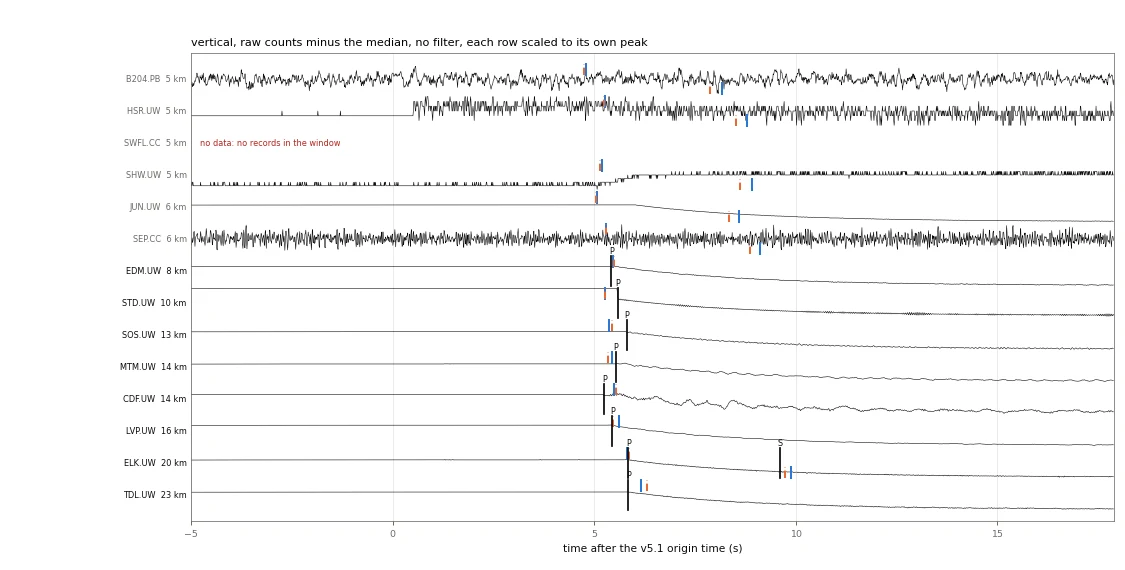 vertical, raw counts minus the median, no filter, each row scaled to its own peak
B204.PB 5 km
HSR.UW 5 km
SWFL.CC 5 km
no data: no records in the window
SHW.UW 5 km
JUN.UW 6 km
SEP.CC 6 km
P
EDM.UW 8 km
P
STD.UW 10 km
P
SOS.UW 13 km
P
MTM.UW 14 km
P
CDF.UW 14 km
P
LVP.UW 16 km
P S
ELK.UW 20 km
P
TDL.UW 23 km
−5 0 5 10 15
time after the v5.1 origin time (s)